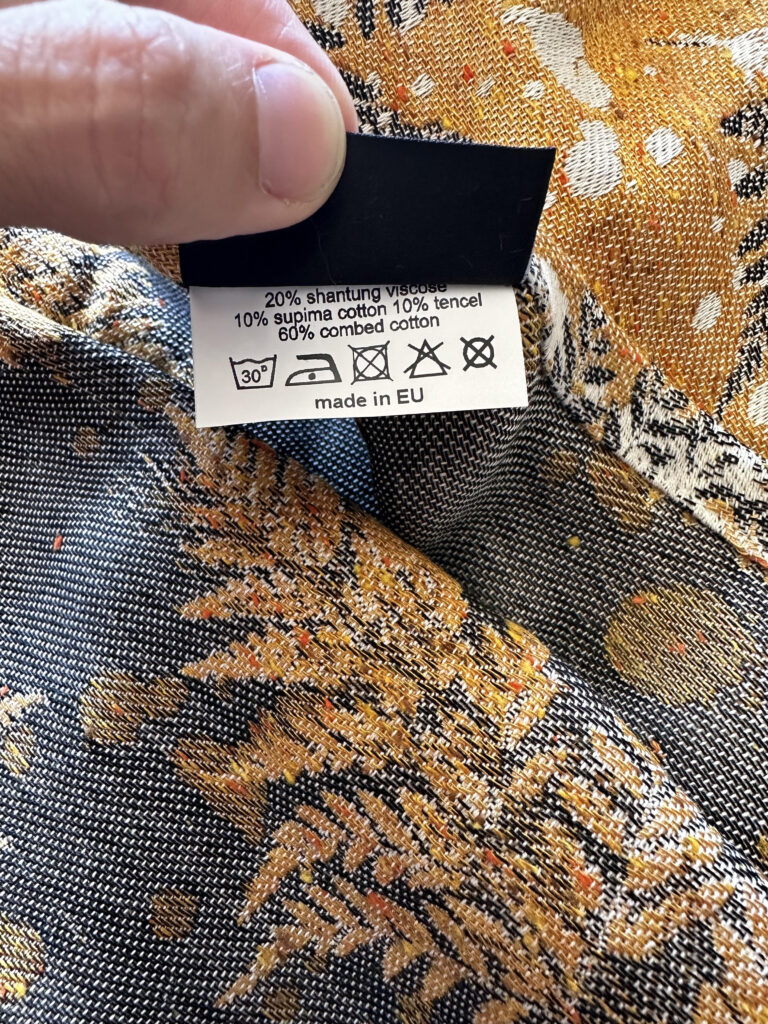 20% shantung viscose
10% supima cotton 10% tencel
60% combed cotton
30°
made in EU